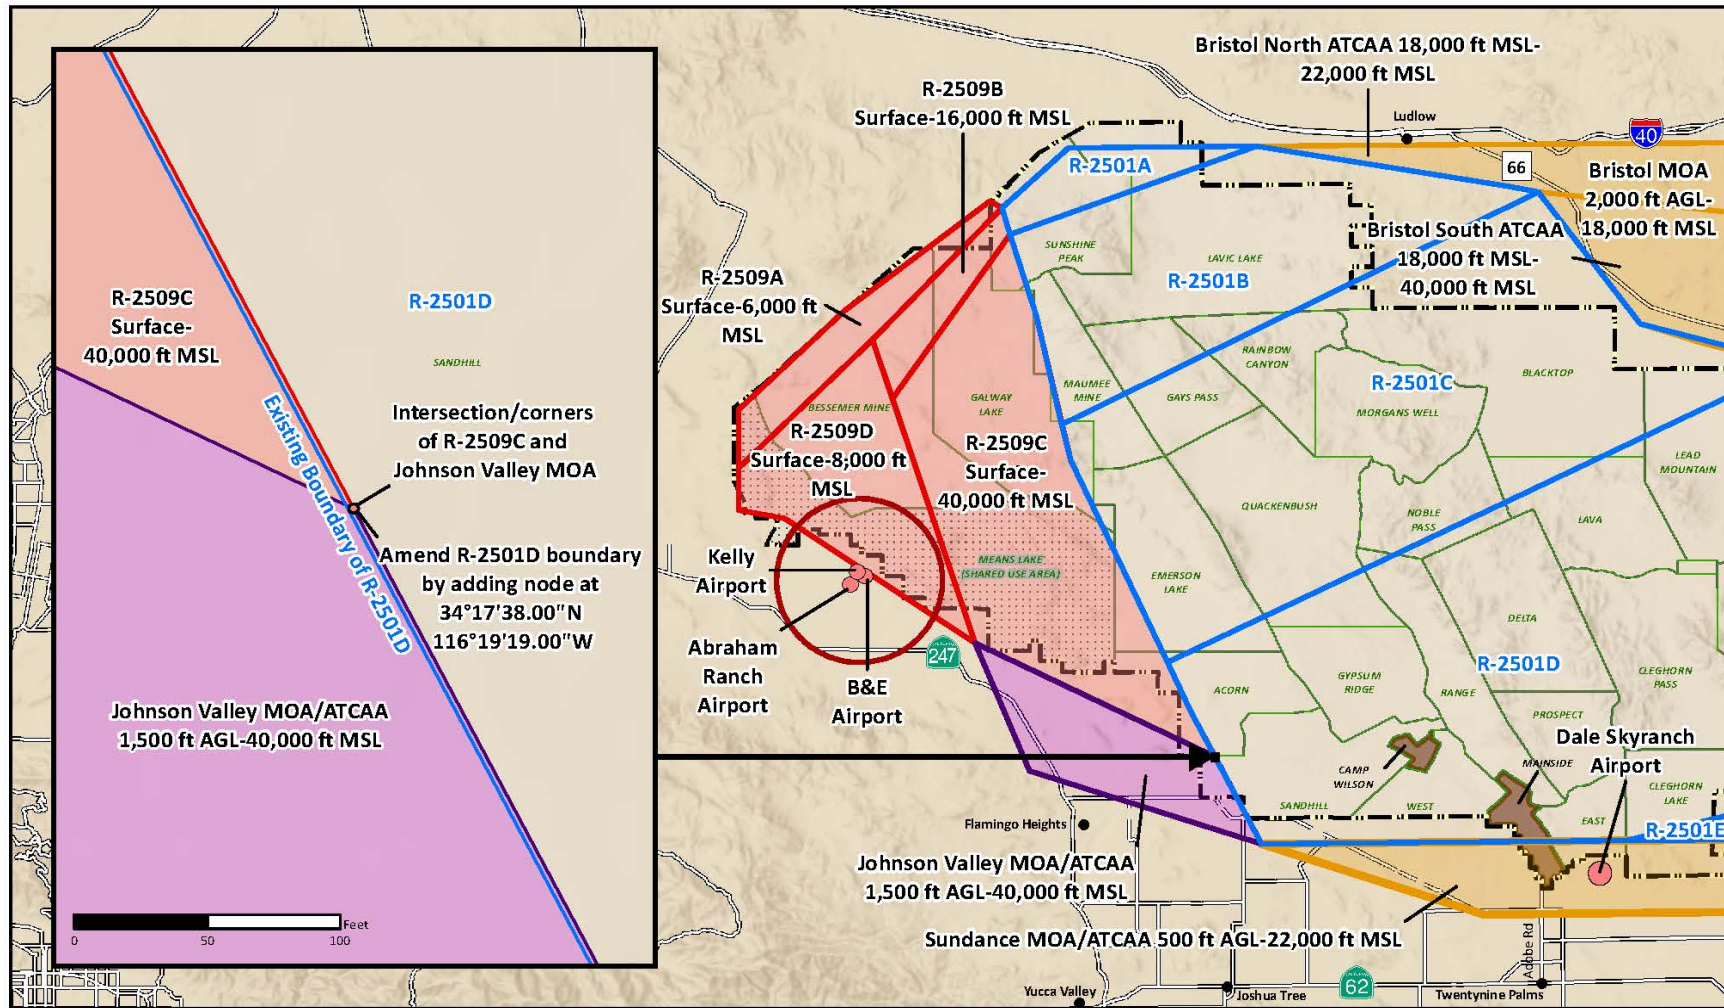 R-2509C
Surface-
40,000 ft MSL
R-2501D
SANDHILL
Existing Boundary of R-2501D
Intersection/corners
of R-2509C and
Johnson Valley MOA
Amend R-2501D boundary
by adding node at
34°17'38.00"N
116°19'19.00"W
Johnson Valley MOA/ATCAA
1,500 ft AGL-40,000 ft MSL
Feet
0 50 100
Bristol North ATCAA 18,000 ft MSL-
22,000 ft MSL
R-2509B
Surface-16,000 ft MSL
Ludlow
40
66
R-2501A
Bristol MOA
2,000 ft AGL-
18,000 ft MSL
Bristol South ATCAA
18,000 ft MSL-
40,000 ft MSL
SUNSHINE
PEAK
LAVIC LAKE
R-2501B
R-2509A
Surface-6,000 ft
MSL
RAINBOW
CANYON
BLACKTOP
R-2501C
MAUMEE
MINE
GAYS PASS
MORGANS WELL
BESSEMER MINE
GALWAY
LAKE
R-2509D
Surface-8,000 ft
MSL
R-2509C
Surface-
40,000 ft MSL
LEAD
MOUNTAIN
QUACKENBUSH
NOBLE
PASS
LAVA
Kelly
Airport
MEANS LAKE
(SHARED USE AREA)
EMERSON
LAKE
DELTA
Abraham
Ranch
Airport
247
B&E
Airport
R-2501D
CLEGHORN
PASS
ACORN
GYPSUM
RIDGE
RANGE
PROSPECT
Dale Skyranch
Airport
CAMP
WILSON
MAINSIDE
CLEGHORN
LAKE
SANDHILL
WEST
EAST
R-2501E
Flamingo Heights
Johnson Valley MOA/ATCAA
1,500 ft AGL-40,000 ft MSL
Sundance MOA/ATCAA 500 ft AGL-22,000 ft MSL
Adobe Rd
62
Yucca Valley
Joshua Tree
Twentynine Palms